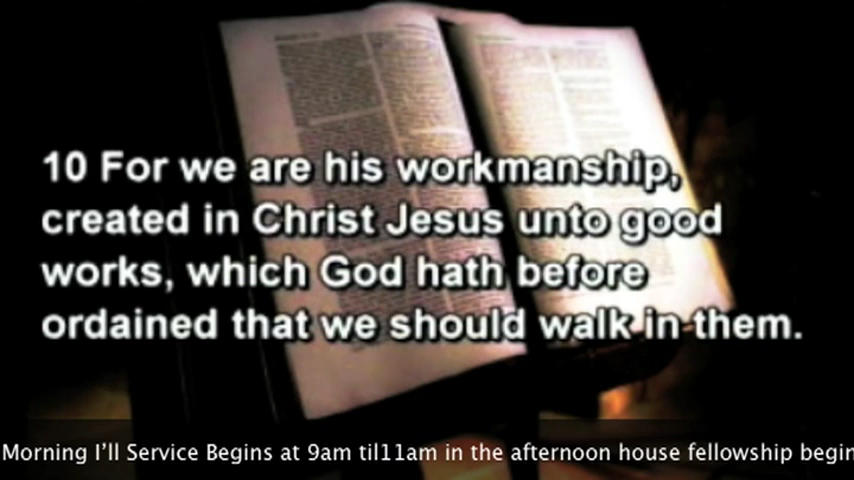 10 For we are his workmanship,
created in Christ Jesus unto good
works, which God hath before
ordained that we should walk in them.
Morning I'll Service Begins at 9am til11am in the afternoon house fellowship begin